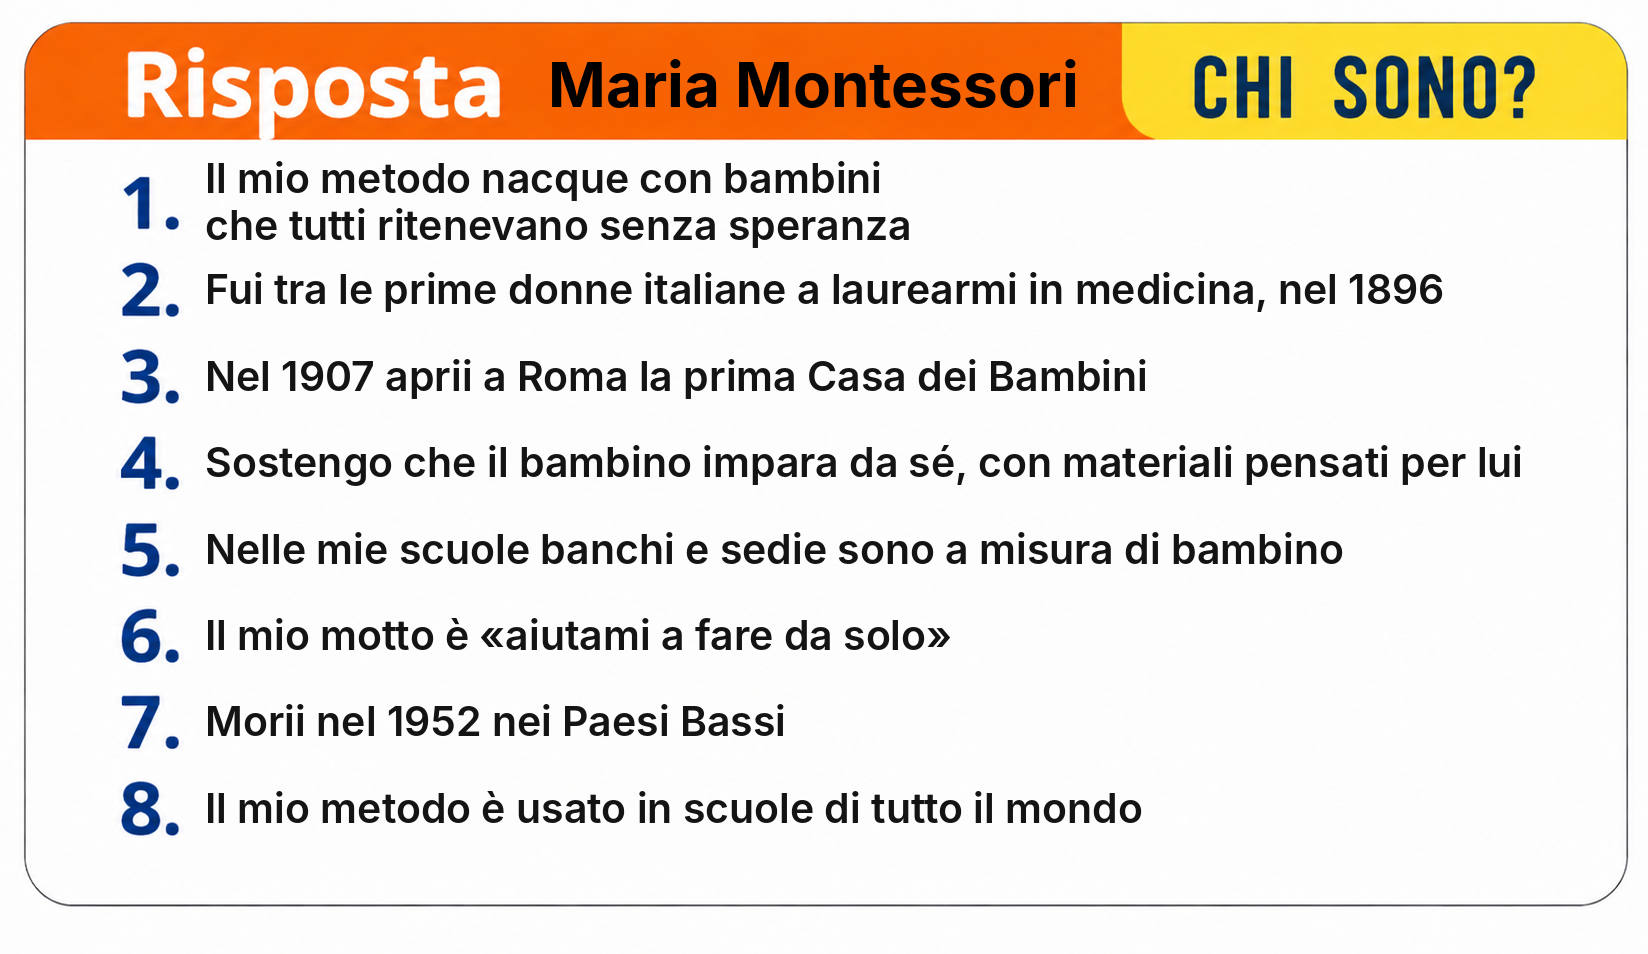 Risposta Maria Montessori CHI SONO?
1. Il mio metodo nacque con bambini
che tutti ritenevano senza speranza
2. Fui tra le prime donne italiane a laurearmi in medicina, nel 1896
3. Nel 1907 aprii a Roma la prima Casa dei Bambini
4. Sostengo che il bambino impara da sé, con materiali pensati per lui
5. Nelle mie scuole banchi e sedie sono a misura di bambino
6. Il mio motto è «aiutami a fare da solo»
7. Morii nel 1952 nei Paesi Bassi
8. Il mio metodo è usato in scuole di tutto il mondo